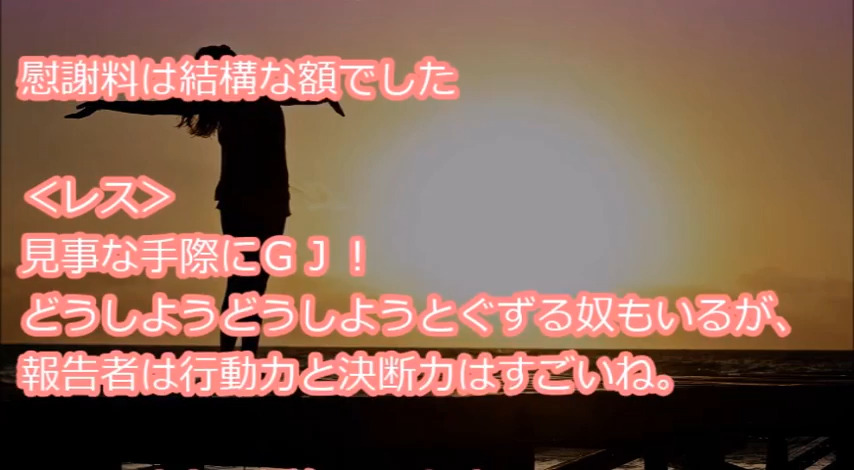 慰謝料は結構な額でした
＜レス＞
見事な手際にＧＪ！
どうしようどうしようとぐずる奴もいるが、
報告者は行動力と決断力はすごいね。